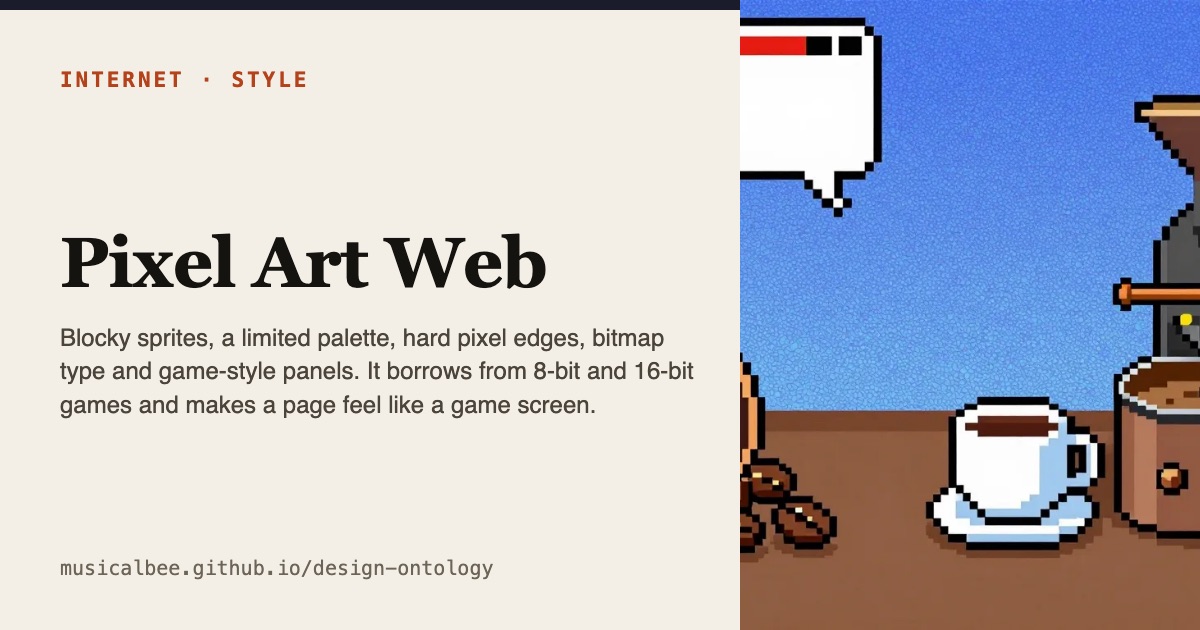 INTERNET · STYLE
Pixel Art Web
Blocky sprites, a limited palette, hard pixel edges, bitmap
type and game-style panels. It borrows from 8-bit and 16-bit
games and makes a page feel like a game screen.
musicalbee.github.io/design-ontology